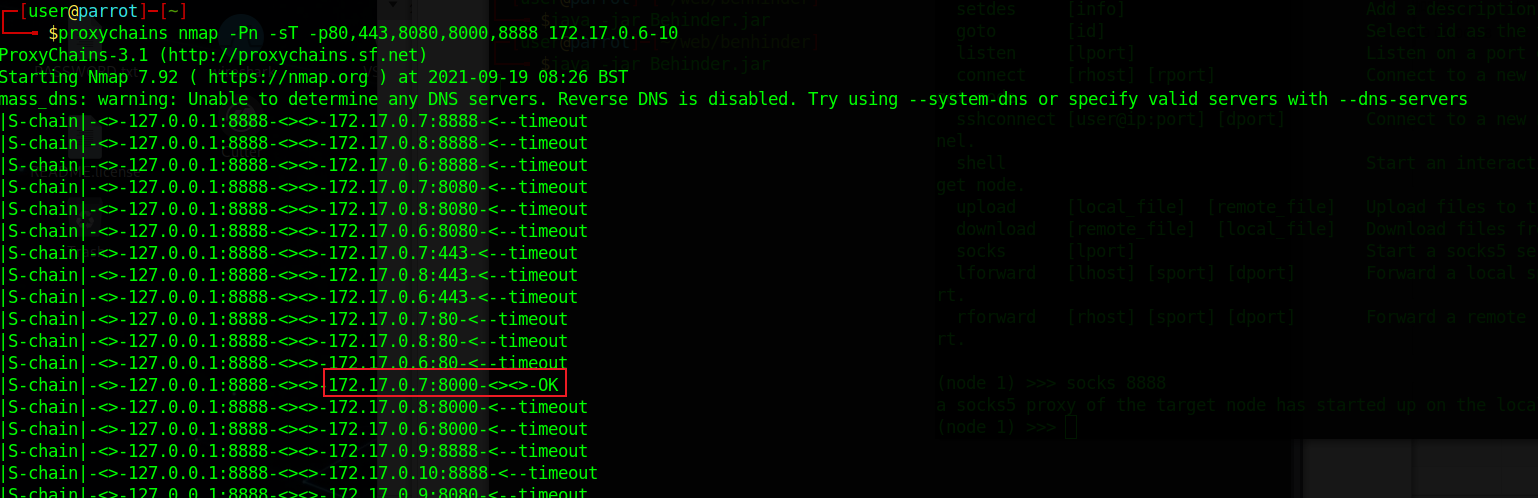 ┌─[user@parrot]─[~]
└──╼ $proxychains nmap -Pn -sT -p80,443,8080,8000,8888 172.17.0.6-10
ProxyChains-3.1 (http://proxychains.sf.net)
Starting Nmap 7.92 ( https://nmap.org ) at 2021-09-19 08:26 BST
mass_dns: warning: Unable to determine any DNS servers. Reverse DNS is disabled. Try using --system-dns or specify valid servers with --dns-servers
|S-chain|-<>-127.0.0.1:8888-<><>-172.17.0.7:8888-<--timeout
|S-chain|-<>-127.0.0.1:8888-<><>-172.17.0.8:8888-<--timeout
|S-chain|-<>-127.0.0.1:8888-<><>-172.17.0.6:8888-<--timeout
|S-chain|-<>-127.0.0.1:8888-<><>-172.17.0.7:8080-<--timeout
|S-chain|-<>-127.0.0.1:8888-<><>-172.17.0.8:8080-<--timeout
|S-chain|-<>-127.0.0.1:8888-<><>-172.17.0.6:8080-<--timeout
|S-chain|-<>-127.0.0.1:8888-<><>-172.17.0.7:443-<--timeout
|S-chain|-<>-127.0.0.1:8888-<><>-172.17.0.8:443-<--timeout
|S-chain|-<>-127.0.0.1:8888-<><>-172.17.0.6:443-<--timeout
|S-chain|-<>-127.0.0.1:8888-<><>-172.17.0.7:80-<--timeout
|S-chain|-<>-127.0.0.1:8888-<><>-172.17.0.8:80-<--timeout
|S-chain|-<>-127.0.0.1:8888-<><>-172.17.0.6:80-<--timeout
|S-chain|-<>-127.0.0.1:8888-<><>-172.17.0.7:8000-<><>-OK
|S-chain|-<>-127.0.0.1:8888-<><>-172.17.0.8:8000-<--timeout
|S-chain|-<>-127.0.0.1:8888-<><>-172.17.0.6:8000-<--timeout
|S-chain|-<>-127.0.0.1:8888-<><>-172.17.0.9:8888-<--timeout
|S-chain|-<>-127.0.0.1:8888-<><>-172.17.0.10:8888-<--timeout
|S-chain|-<>-127.0.0.1:8888-<><>-172.17.0.9:8080-<--timeout
$java -jar Behinder.jar
$java -jar Behinder.jar
setdes [info] Add a description
goto [id] Select id as the
listen [lport] Listen on a port
connect [rhost] [rport] Connect to a new
sshconnect [user@ip:port] [dport] Connect to a new
nel.
shell Start an interact
get node.
upload [local_file] [remote_file] Upload files to t
download [remote_file] [local_file] Download files fr
socks [lport] Start a socks5 se
lforward [lhost] [sport] [dport] Forward a local s
rt.
rforward [rhost] [sport] [dport] Forward a remote
rt.
(node 1) >>> socks 8888
a socks5 proxy of the target node has started up on the loca
(node 1) >>>